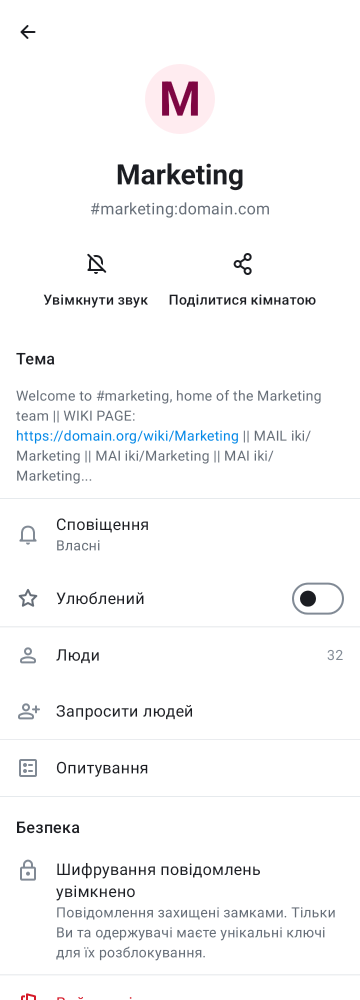 M
Marketing
#marketing:domain.com
Увімкнути звук
Поділитися кімнатою
Тема
Welcome to #marketing, home of the Marketing
team || WIKI PAGE:
https://domain.org/wiki/Marketing || MAIL iki/
Marketing || MAI iki/Marketing || MAI iki/
Marketing...
Сповіщення
Власні
Улюблений
Люди 32
Запросити людей
Опитування
Безпека
Шифрування повідомлень
увімкнено
Повідомлення захищені замками. Тільки
Ви та одержувачі маєте унікальні ключі
для їх розблокування.